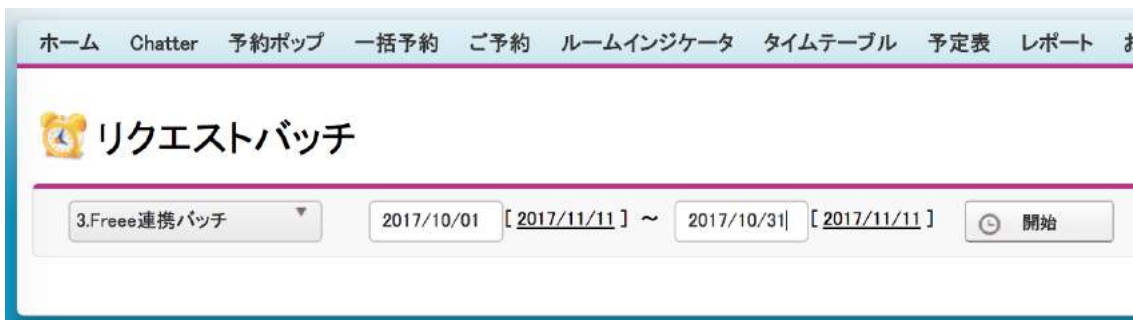 ホーム Chatter 予約ポップ 一括予約 ご予約 ルームインジケータ タイムテーブル 予定表 レポート
リクエストバッチ
3.Freee連携バッチ 2017/10/01 [ 2017/11/11 ] ~ 2017/10/31 [ 2017/11/11 ] 開始